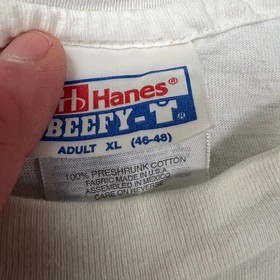 Hanes®
BEEFY-T®
ADULT XL (46-48)
100% PRESHRUNK COTTON
FABRIC MADE IN U.S.A
ASSEMBLED IN MEXICO
CARE ON REVERSE